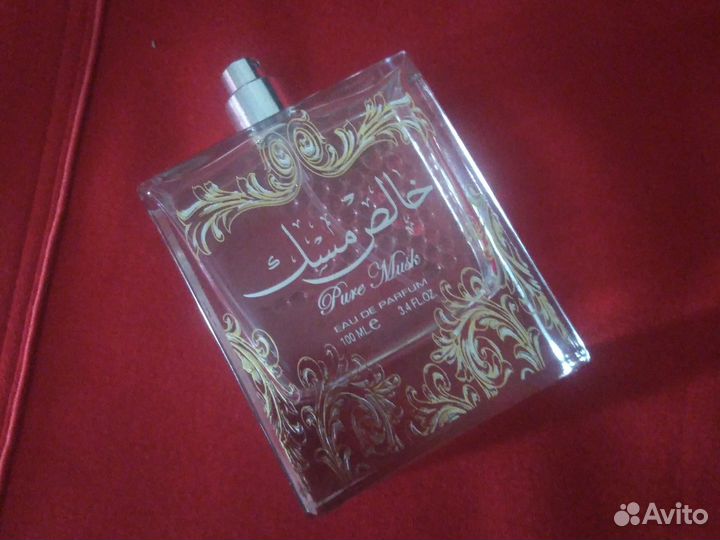 خالص مسك
Pure Musk
EAU DE PARFUM
100 ML℮ 3.4 FL.OZ
Avito